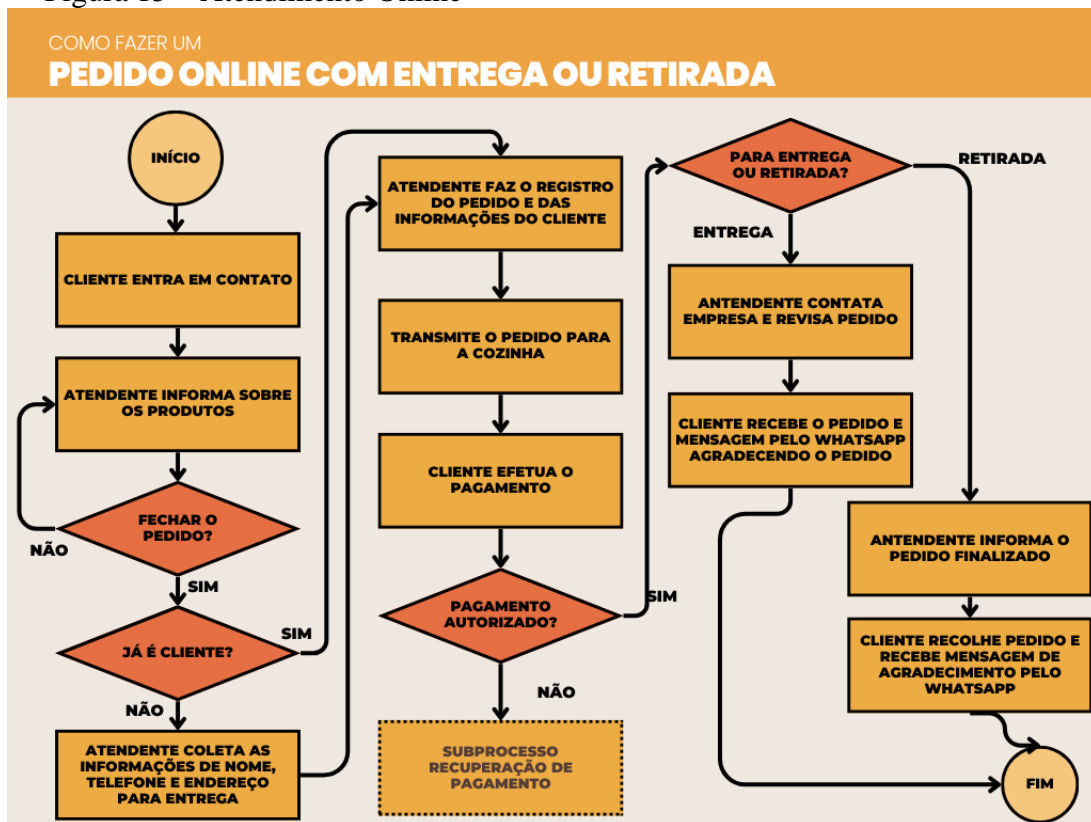 Figura 15 – Atendimento Online
COMO FAZER UM
PEDIDO ONLINE COM ENTREGA OU RETIRADA
INÍCIO
CLIENTE ENTRA EM CONTATO
ATENDENTE INFORMA SOBRE
OS PRODUTOS
FECHAR O
PEDIDO?
NÃO
SIM
JÁ É CLIENTE?
SIM
NÃO
ATENDENTE COLETA AS
INFORMAÇÕES DE NOME,
TELEFONE E ENDEREÇO
PARA ENTREGA
ATENDENTE FAZ O REGISTRO
DO PEDIDO E DAS
INFORMAÇÕES DO CLIENTE
TRANSMITE O PEDIDO PARA
A COZINHA
CLIENTE EFETUA O
PAGAMENTO
PAGAMENTO
AUTORIZADO?
SIM
NÃO
SUBPROCESSO
RECUPERAÇÃO DE
PAGAMENTO
PARA ENTREGA
OU RETIRADA?
RETIRADA
ENTREGA
ANTENDENTE CONTATA
EMPRESA E REVISA PEDIDO
CLIENTE RECEBE O PEDIDO E
MENSAGEM PELO WHATSAPP
AGRADECENDO O PEDIDO
ANTENDENTE INFORMA O
PEDIDO FINALIZADO
CLIENTE RECOLHE PEDIDO E
RECEBE MENSAGEM DE
AGRADECIMENTO PELO
WHATSAPP
FIM